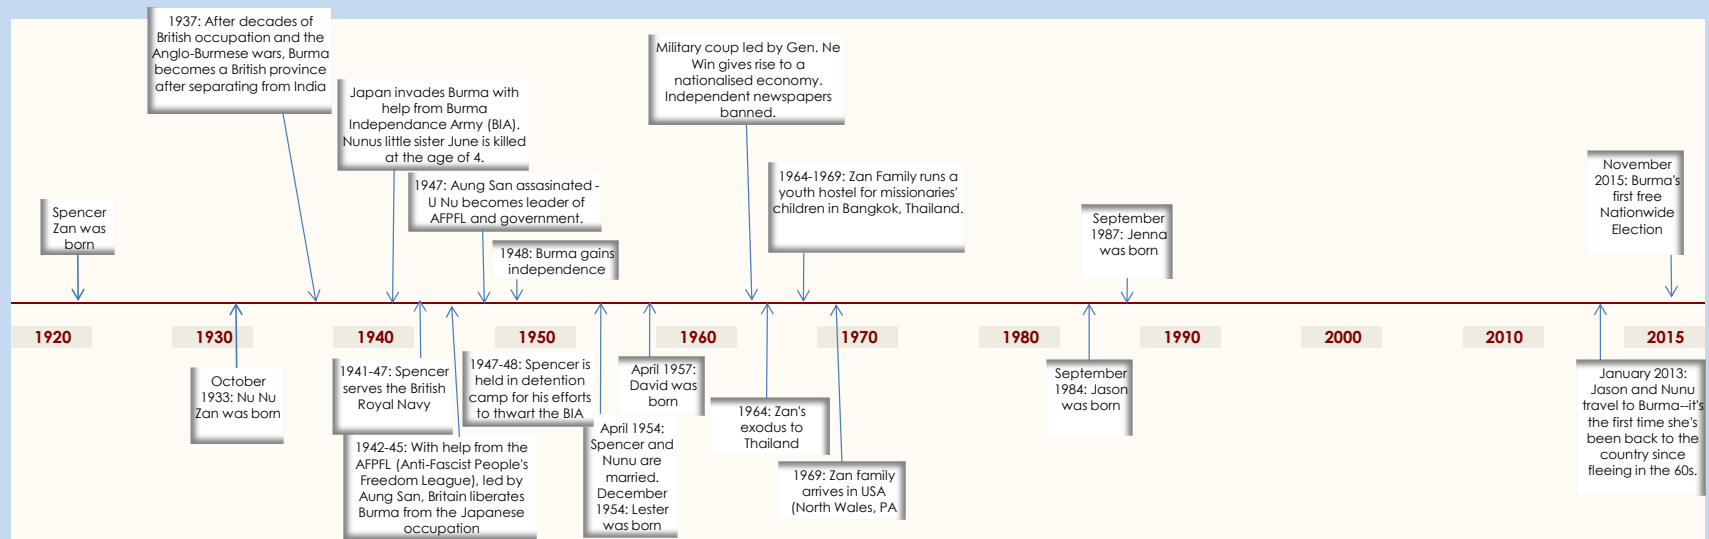 1937: After decades of
British occupation and the
Anglo-Burmese wars, Burma
becomes a British province
after separating from India
Japan invades Burma with
help from Burma
Independance Army (BIA).
Nunus little sister June is killed
at the age of 4.
Military coup led by Gen. Ne
Win gives rise to a
nationalised economy.
Independent newspapers
banned.
1947: Aung San assasinated -
U Nu becomes leader of
AFPFL and government.
1964-1969: Zan Family runs a
youth hostel for missionaries'
children in Bangkok, Thailand.
November
2015: Burma's
first free
Nationwide
Election
Spencer
Zan was
born
1948: Burma gains
independence
September
1987: Jenna
was born
1920
1930
1940
1950
1960
1970
1980
1990
2000
2010
2015
October
1933: Nu Nu
Zan was born
1941-47: Spencer
serves the British
Royal Navy
1942-45: With help from the
AFPFL (Anti-Fascist People's
Freedom League), led by
Aung San, Britain liberates
Burma from the Japanese
occupation
1947-48: Spencer is
held in detention
camp for his efforts
to thwart the BIA
April 1954:
Spencer and
Nunu are
married.
December
1954: Lester
was born
April 1957:
David was
born
1964: Zan's
exodus to
Thailand
1969: Zan family
arrives in USA
(North Wales, PA
September
1984: Jason
was born
January 2013:
Jason and Nunu
travel to Burma--it's
the first time she's
been back to the
country since
fleeing in the 60s.